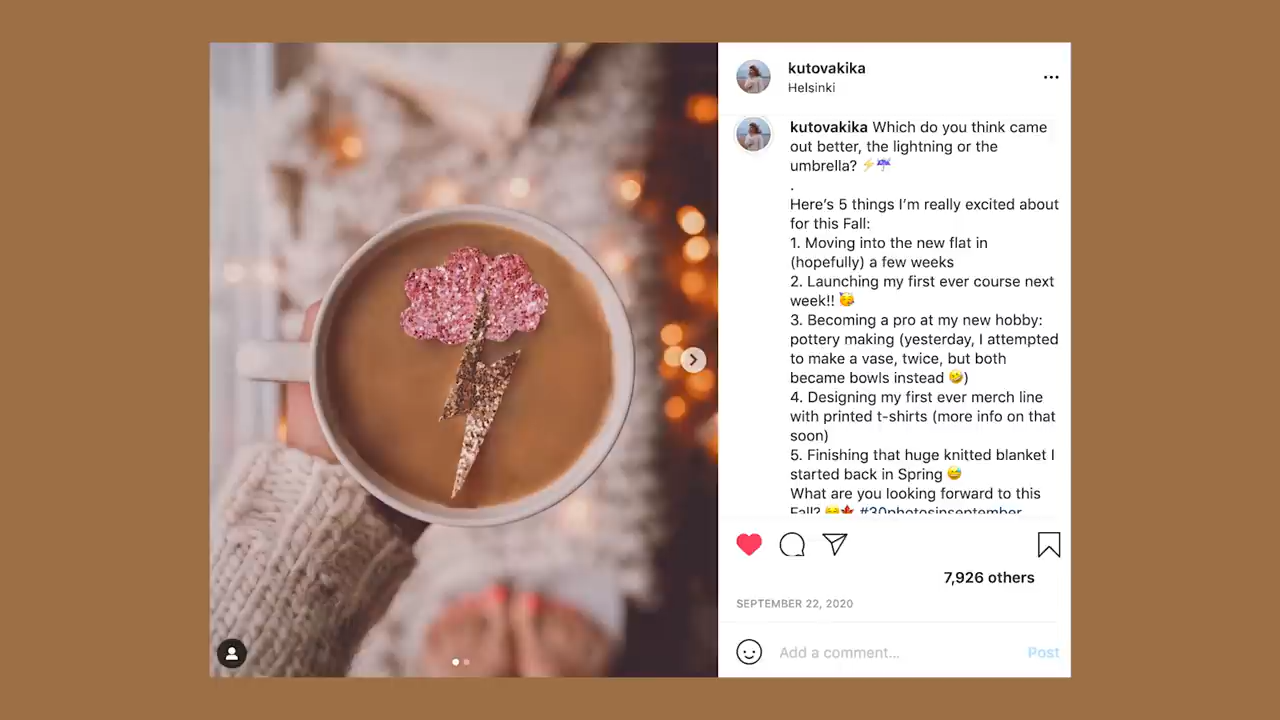 kutovakika
Helsinki
kutovakika Which do you think came
out better, the lightning or the
umbrella? ⚡☔
.
Here's 5 things I'm really excited about
for this Fall:
1. Moving into the new flat in
(hopefully) a few weeks
2. Launching my first ever course next
week!! 🥳
3. Becoming a pro at my new hobby:
pottery making (yesterday, I attempted
to make a vase, twice, but both
became bowls instead 🤣)
4. Designing my first ever merch line
with printed t-shirts (more info on that
soon)
5. Finishing that huge knitted blanket I
started back in Spring 😅
What are you looking forward to this
Fall? 😁🍁 #30photosinseptember
7,926 others
SEPTEMBER 22, 2020
Add a comment...
Post